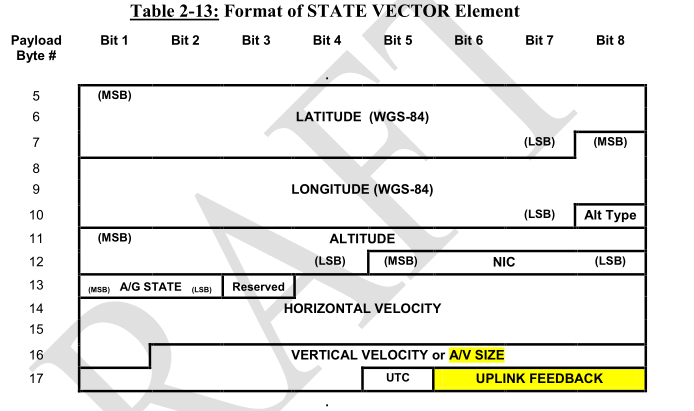 Table 2-13: Format of STATE VECTOR Element
Payload Byte # Bit 1 Bit 2 Bit 3 Bit 4 Bit 5 Bit 6 Bit 7 Bit 8
.
5 (MSB)
6 LATITUDE (WGS-84)
7 (LSB) (MSB)
8
9 LONGITUDE (WGS-84)
10 (LSB) Alt Type
11 (MSB) ALTITUDE
12 (LSB) (MSB) NIC (LSB)
13 (MSB) A/G STATE (LSB) Reserved
14 HORIZONTAL VELOCITY
15
16 VERTICAL VELOCITY or A/V SIZE
17 UTC UPLINK FEEDBACK
.
RAFT